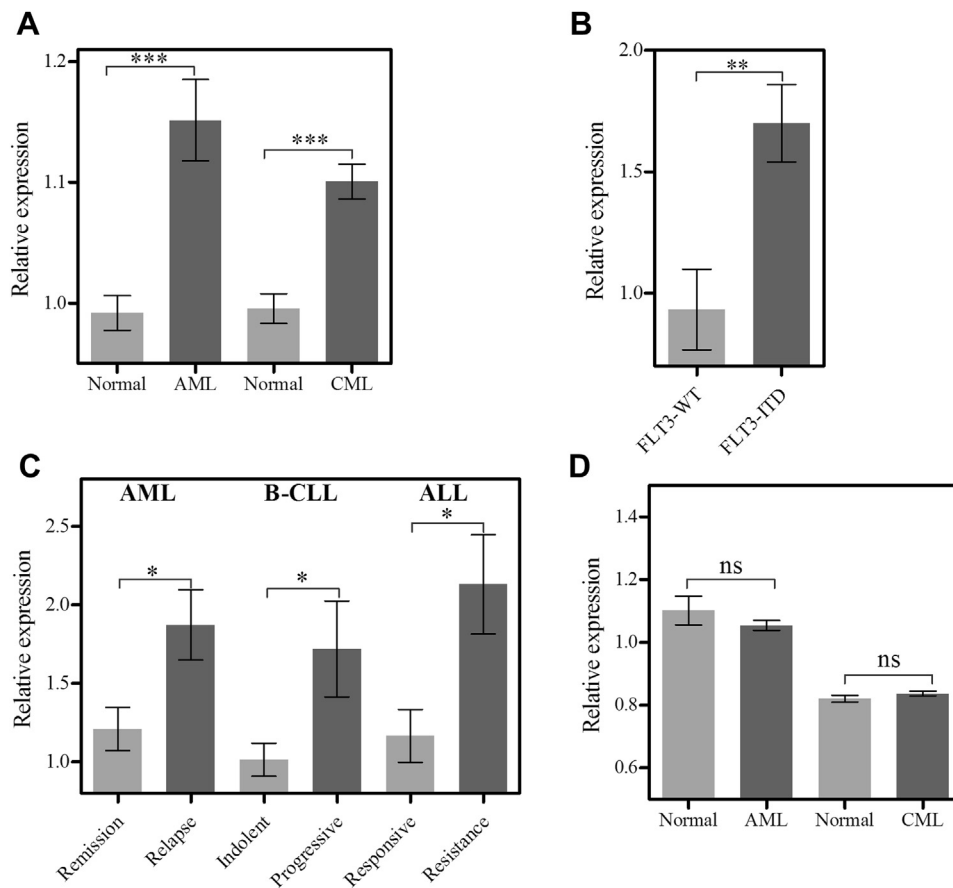 A
Relative expression
1.2
1.1
1.0
***
***
Normal
AML
Normal
CML
B
Relative expression
2.0
1.5
1.0
**
FLT3-WT
FLT3-ITD
C
Relative expression
2.5
2.0
1.5
1.0
AML
B-CLL
ALL
*
*
*
Remission
Relapse
Indolent
Progressive
Responsive
Resistance
D
Relative expression
1.4
1.2
1.0
0.8
0.6
ns
ns
Normal
AML
Normal
CML